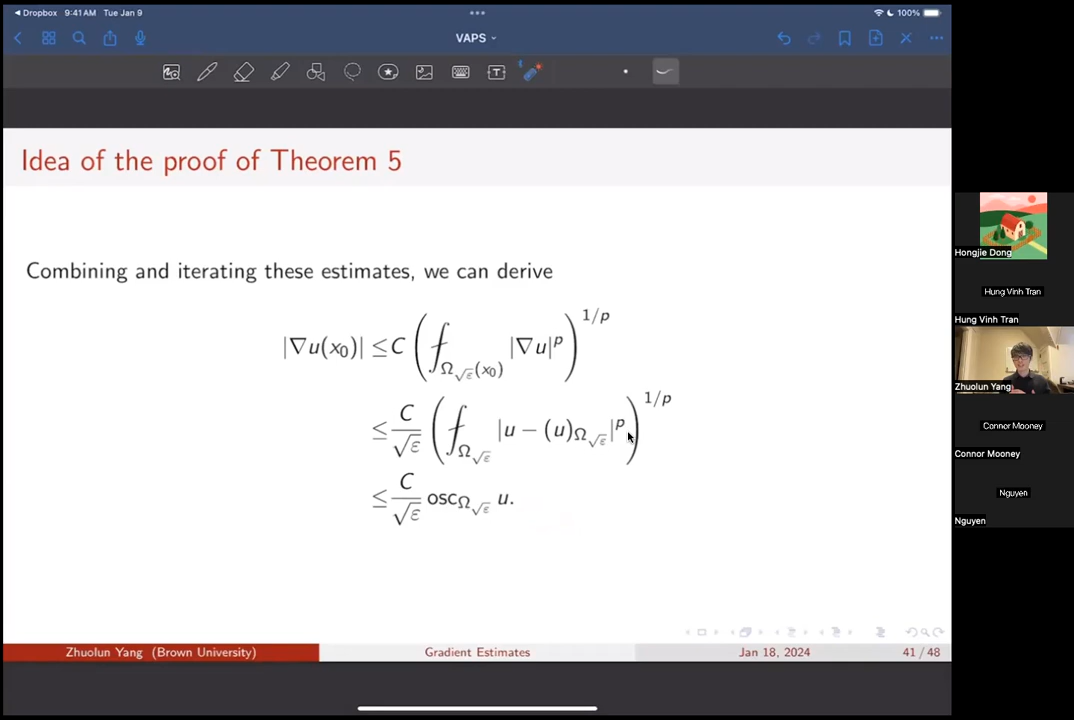 Dropbox 9:41 AM Tue Jan 9
100%
VAPS
Idea of the proof of Theorem 5
Combining and iterating these estimates, we can derive
|∇u(x₀)| ≤C (⨍_{Ω_{√ε}(x₀)} |∇u|^p)^{1/p}
≤ C/√ε (⨍_{Ω_{√ε}} |u − (u)_{Ω_{√ε}}|^p)^{1/p}
≤ C/√ε osc_{Ω_{√ε}} u.
Zhuolun Yang (Brown University)
Gradient Estimates
Jan 18, 2024
41 / 48
Hongjie Dong
Hung Vinh Tran
Hung Vinh Tran
Zhuolun Yang
Connor Mooney
Connor Mooney
Nguyen
Nguyen